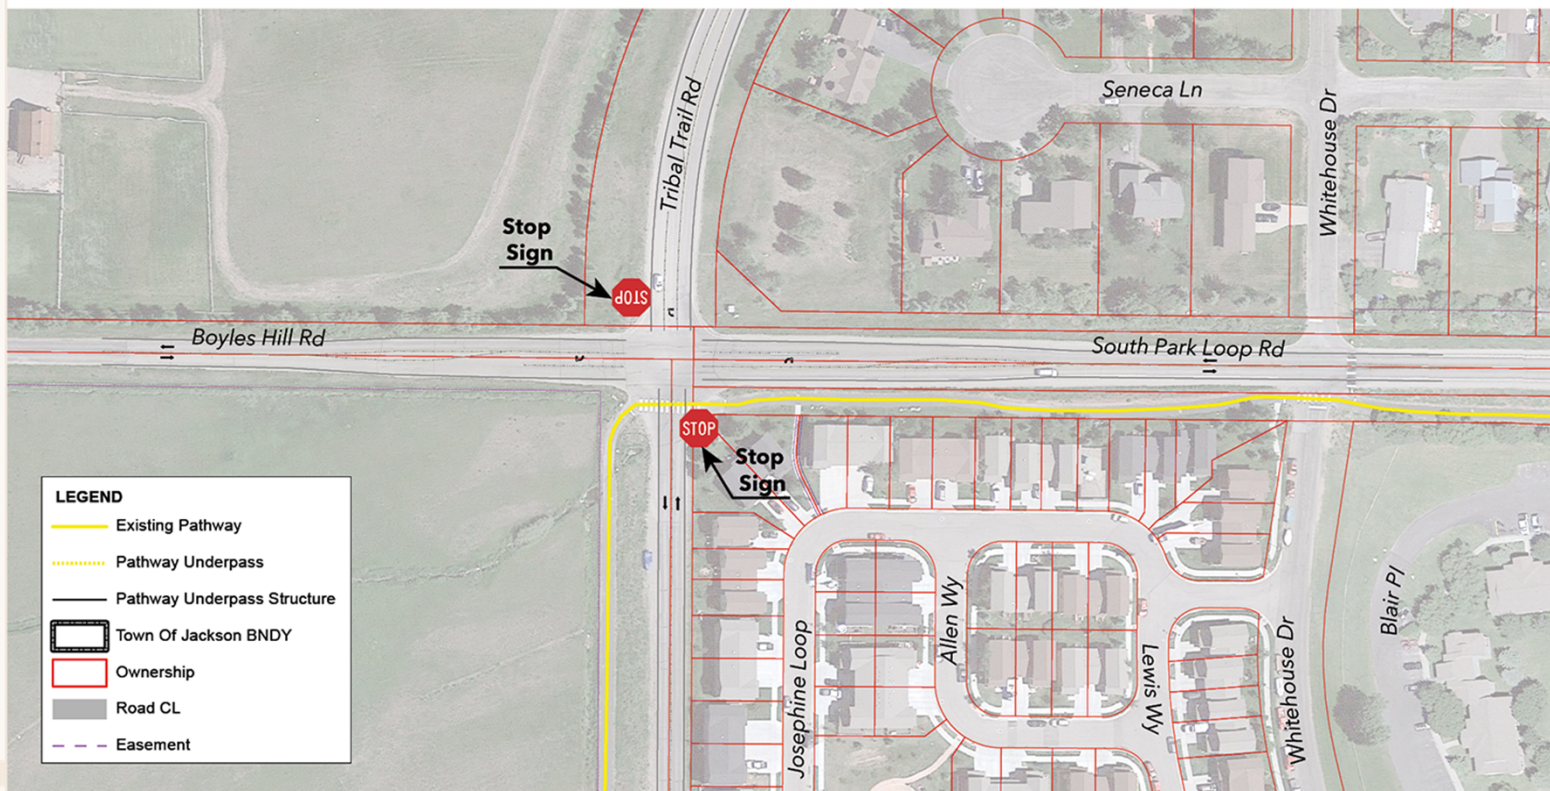 Seneca Ln
Tribal Trail Rd
Whitehouse Dr
Stop
Sign
STOP
Boyles Hill Rd
South Park Loop Rd
STOP
Stop
Sign
LEGEND
Existing Pathway
Pathway Underpass
Pathway Underpass Structure
Town Of Jackson BNDY
Ownership
Road CL
Easement
Josephine Loop
Allen Wy
Lewis Wy
Whitehouse Dr
Blair Pl